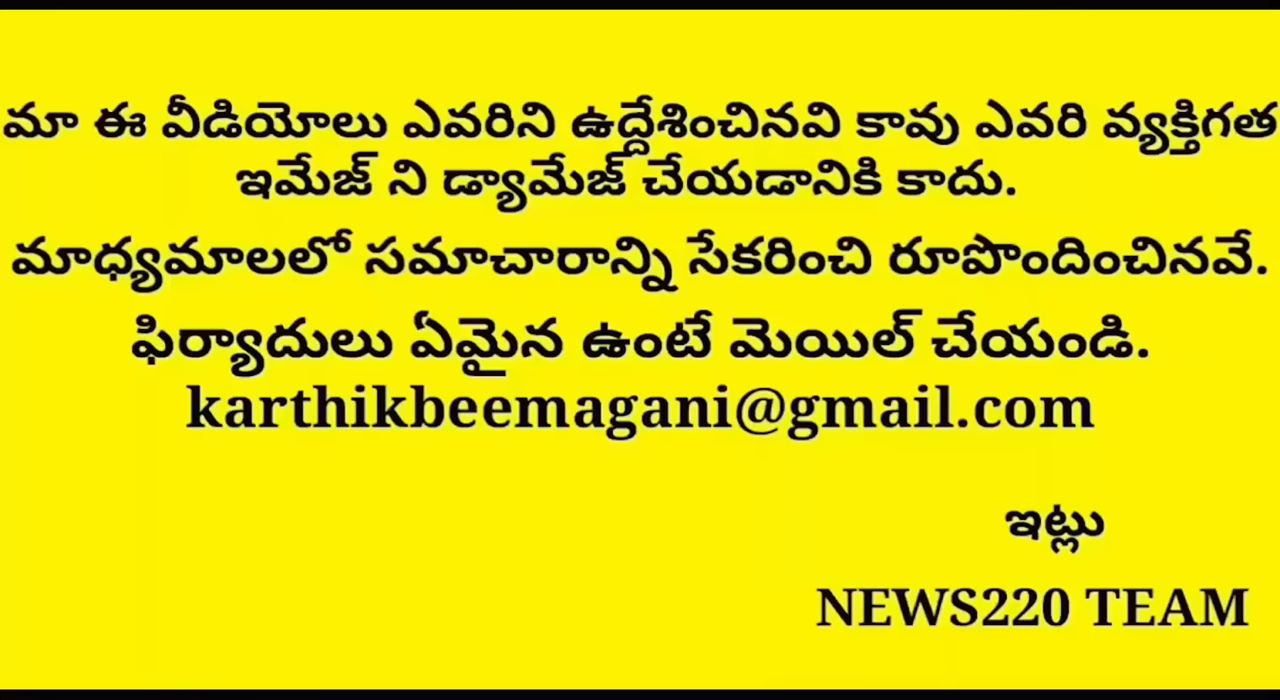 మా ఈ వీడియోలు ఎవరిని ఉద్దేశించినవి కావు ఎవరి వ్యక్తిగత
ఇమేజ్ ని డ్యామేజ్ చేయడానికి కాదు.
మాధ్యమాలలో సమాచారాన్ని సేకరించి రూపొందించినవే.
ఫిర్యాదులు ఏమైన ఉంటే మెయిల్ చేయండి.
karthikbeemagani@gmail.com
ఇట్లు
NEWS220 TEAM